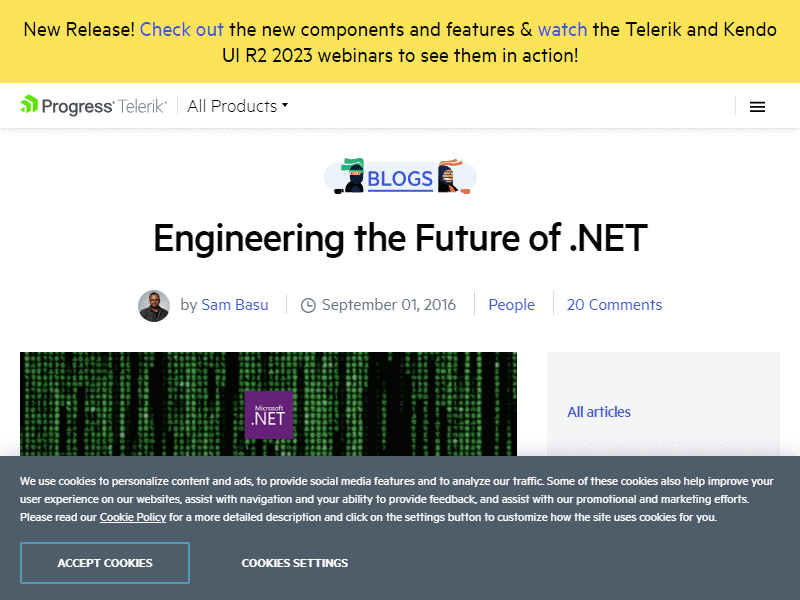 New Release! Check out the new components and features & watch the Telerik and Kendo
UI R2 2023 webinars to see them in action!
Progress Telerik
All Products
BLOGS
Engineering the Future of .NET
by Sam Basu
September 01, 2016
People
20 Comments
Microsoft
.NET
All articles
We use cookies to personalize content and ads, to provide social media features and to analyze our traffic. Some of these cookies also help improve your
user experience on our websites, assist with navigation and your ability to provide feedback, and assist with our promotional and marketing efforts.
Please read our Cookie Policy for a more detailed description and click on the settings button to customize how the site uses cookies for you.
ACCEPT COOKIES
COOKIES SETTINGS